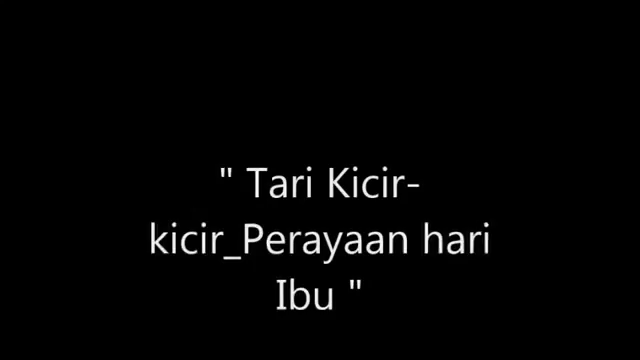 " Tari Kicir-
kicir_Perayaan hari
Ibu "